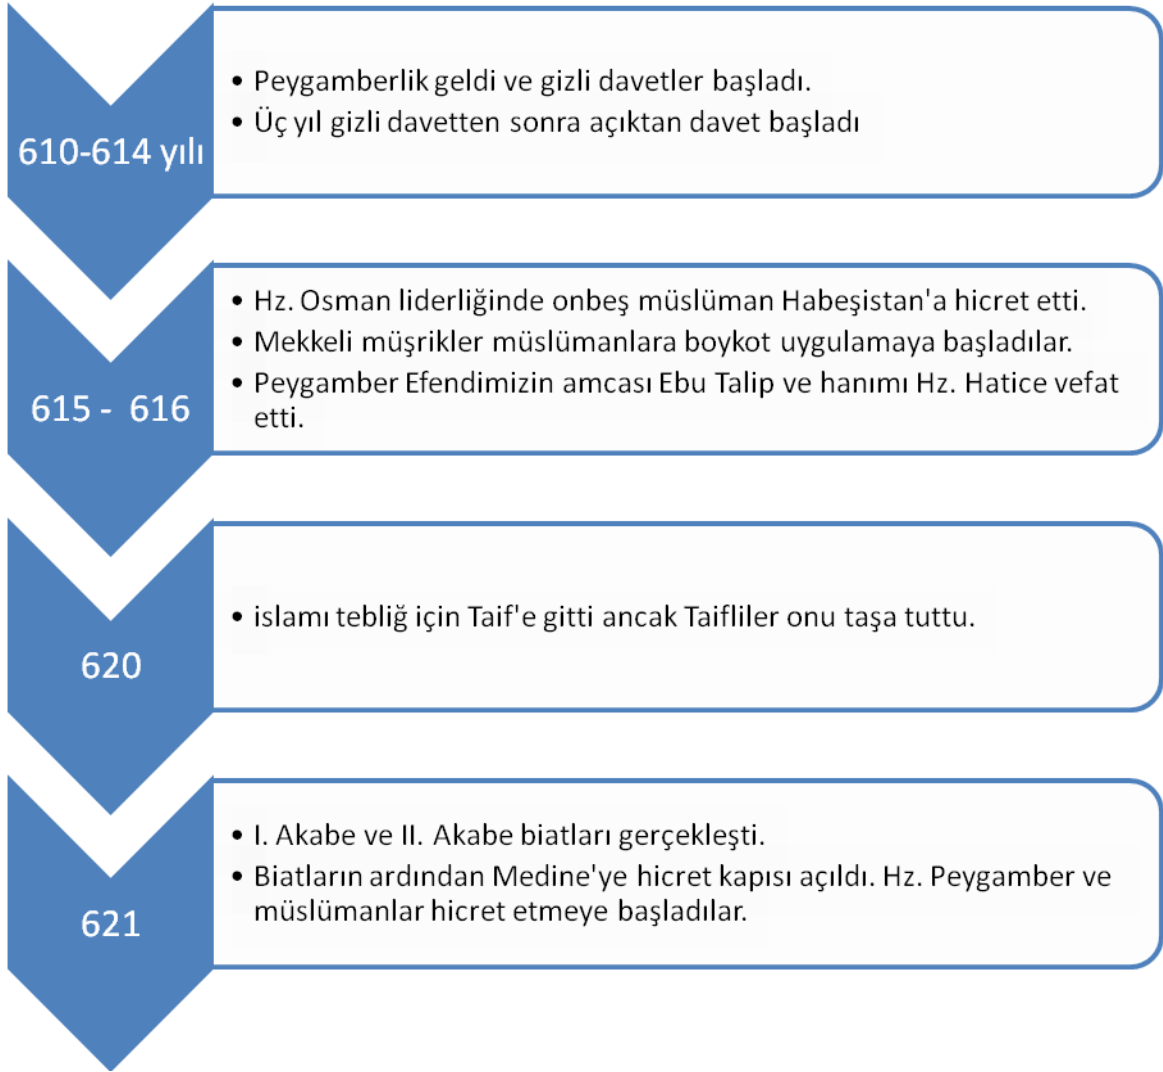 610-614 yılı
• Peygamberlik geldi ve gizli davetler başladı.
• Üç yıl gizli davetten sonra açıktan davet başladı
615 - 616
• Hz. Osman liderliğinde onbeş müslüman Habeşistan'a hicret etti.
• Mekkeli müşrikler müslümanlara boykot uygulamaya başladılar.
• Peygamber Efendimizin amcası Ebu Talip ve hanımı Hz. Hatice vefat
etti.
620
• islamı tebliğ için Taif'e gitti ancak Taifliler onu taşa tuttu.
621
• I. Akabe ve II. Akabe biatları gerçekleşti.
• Biatların ardından Medine'ye hicret kapısı açıldı. Hz. Peygamber ve
müslümanlar hicret etmeye başladılar.